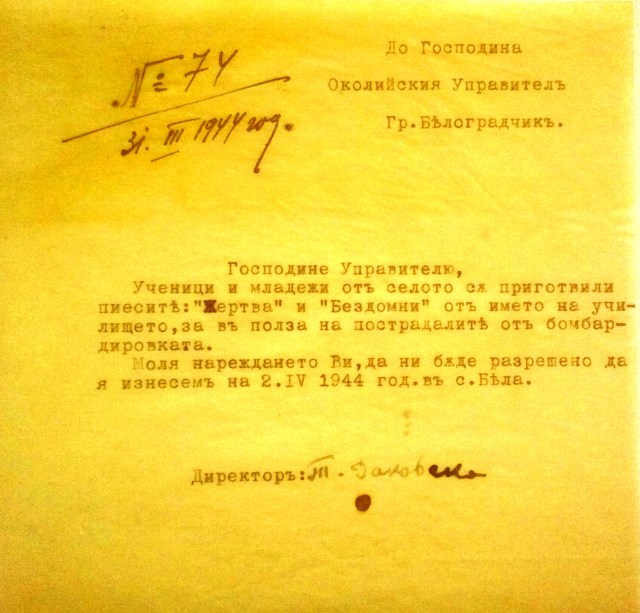 № 74
31. III 1944 год.
До Господина
Околийския Управителъ
Гр.Бѣлоградчикъ.
Господине Управителю,
Ученици и младежи отъ селото сѫ приготвили
пиеситѣ:"Жертва" и "Бездомни" отъ името на учи-
лището,за въ полза на пострадалитѣ отъ бомбар-
дировката.
Моля нареждането Ви,да ни бѫде разрешено да
я изнесемъ на 2.IV 1944 год.въ с.Бѣла.
Директоръ: